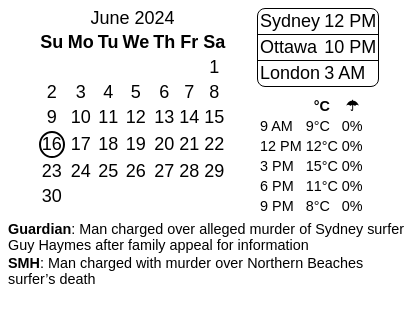 June 2024
Su Mo Tu We Th Fr Sa
1
2 3 4 5 6 7 8
9 10 11 12 13 14 15
16 17 18 19 20 21 22
23 24 25 26 27 28 29
30
Sydney 12 PM
Ottawa 10 PM
London 3 AM
°C ☂
9 AM 9°C 0%
12 PM 12°C 0%
3 PM 15°C 0%
6 PM 11°C 0%
9 PM 8°C 0%
Guardian: Man charged over alleged murder of Sydney surfer
Guy Haymes after family appeal for information
SMH: Man charged with murder over Northern Beaches
surfer’s death